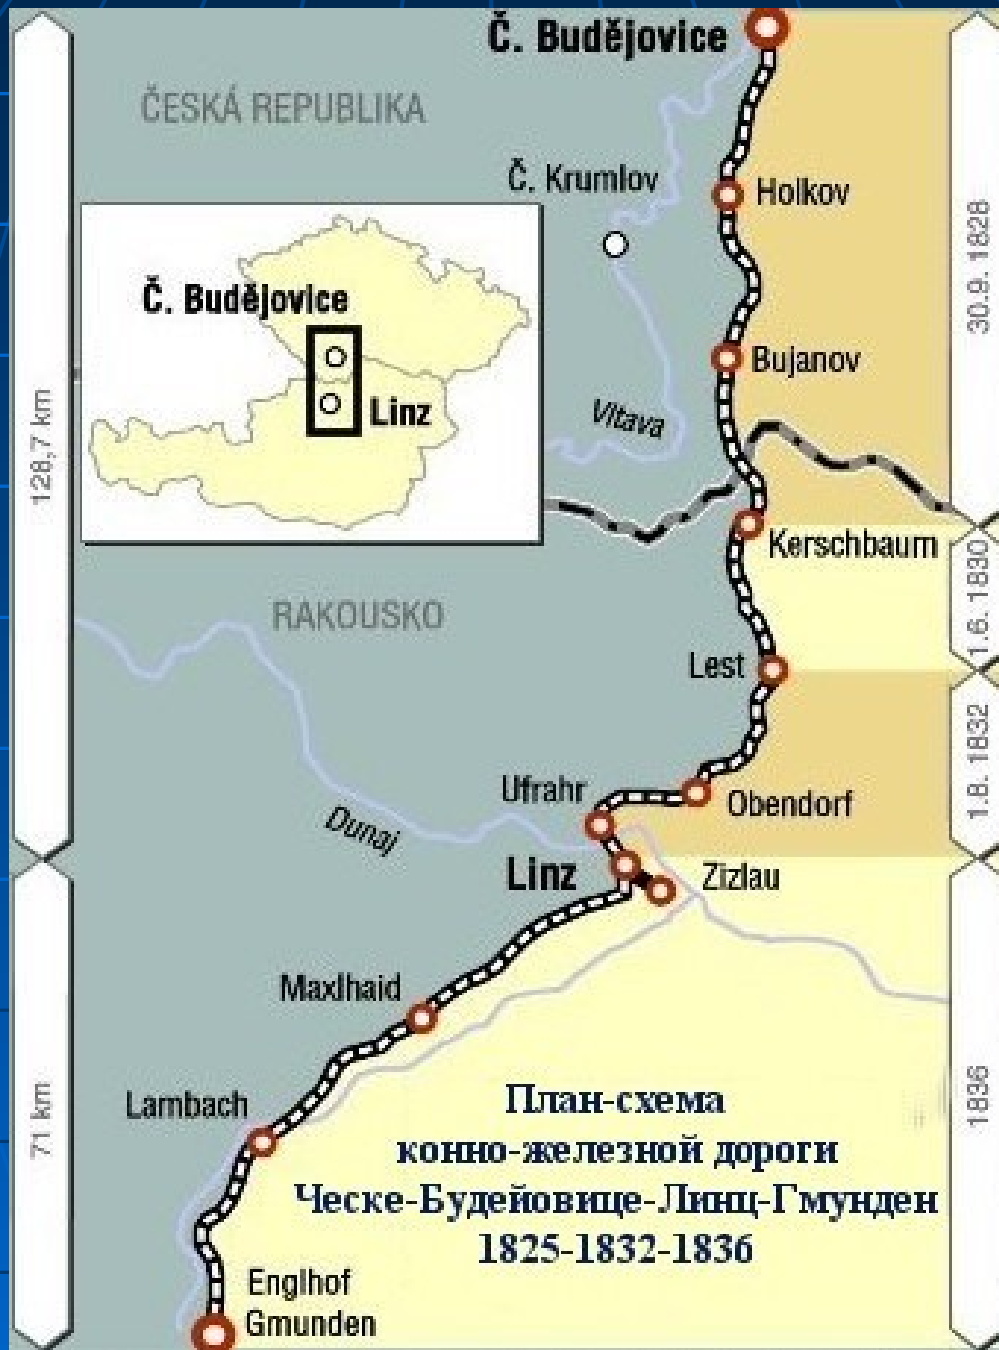 Č. Budějovice
ČESKÁ REPUBLIKA
Č. Krumlov
Holkov
30.9. 1828
Č. Budějovice
Linz
Bujanov
Vltava
128,7 km
Kerschbaum
1.6. 1830
RAKOUSKO
Lest
1.8. 1832
Ufrahr
Obendorf
Dunaj
Linz
Zizlau
Maxlhaid
71 km
Lambach
1836
План-схема
конно-железной дороги
Ческе-Будейовице-Линц-Гмунден
1825-1832-1836
Englhof
Gmunden